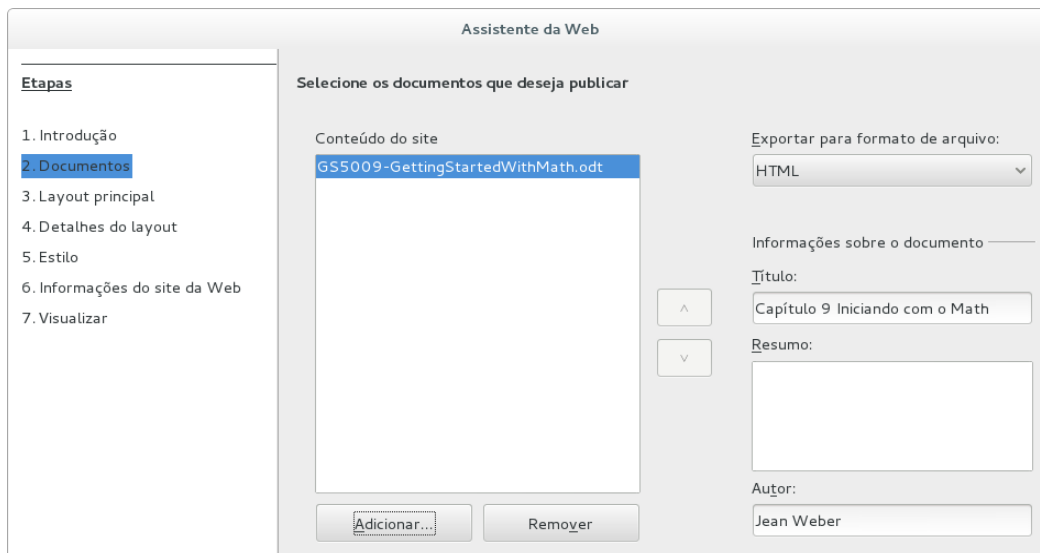 Assistente da Web
Etapas
1. Introdução
2. Documentos
3. Layout principal
4. Detalhes do layout
5. Estilo
6. Informações do site da Web
7. Visualizar
Selecione os documentos que deseja publicar
Conteúdo do site
GS5009-GettingStartedWithMath.odt
Adicionar...
Remover
Exportar para formato de arquivo:
HTML
Informações sobre o documento
Título:
Capítulo 9 Iniciando com o Math
Resumo:
Autor:
Jean Weber